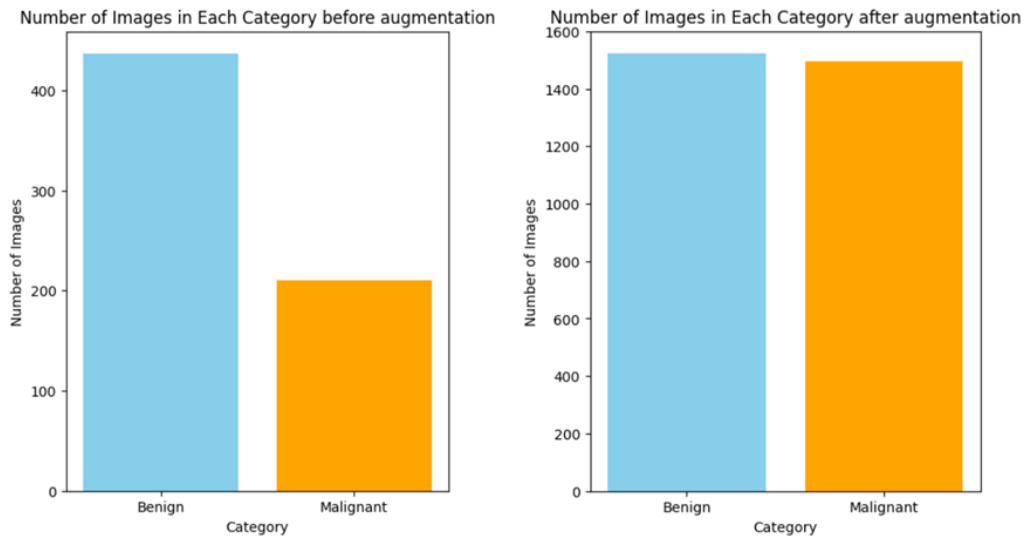 Number of Images in Each Category before augmentation
400
300
200
100
0
Number of Images
Benign
Malignant
Category
Number of Images in Each Category after augmentation
1600
1400
1200
1000
800
600
400
200
0
Number of Images
Benign
Malignant
Category